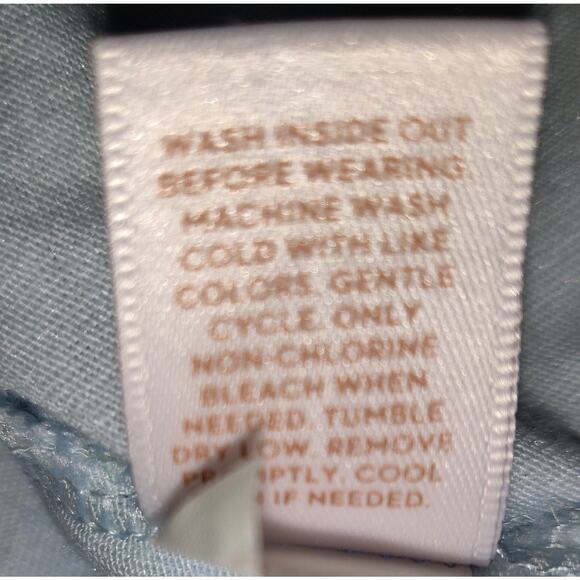 WASH INSIDE OUT
BEFORE WEARING.
MACHINE WASH
COLD WITH LIKE
COLORS. GENTLE
CYCLE. ONLY
NON-CHLORINE
BLEACH WHEN
NEEDED. TUMBLE
DRY LOW. REMOVE
PROMPTLY. COOL
IF NEEDED.